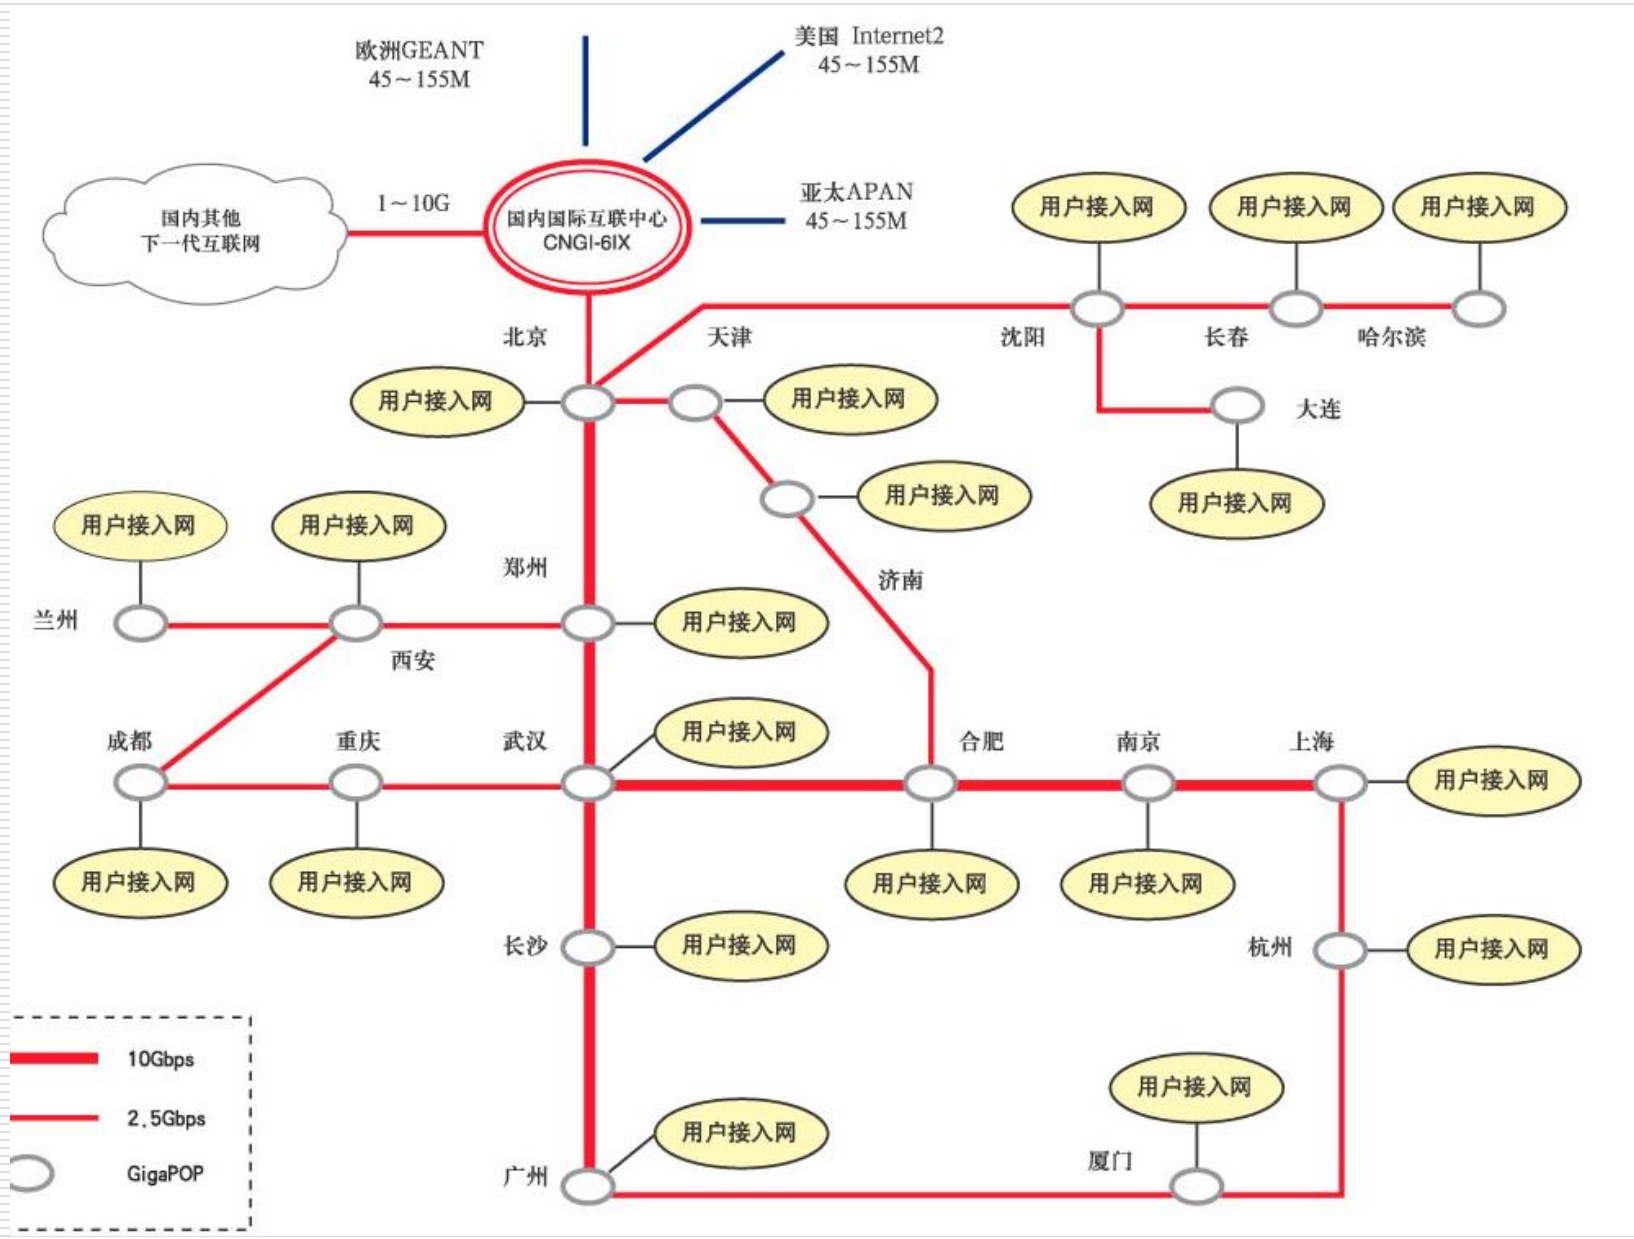 欧洲GEANT
45～155M
美国 Internet2
45～155M
国内其他
下一代互联网
1～10G
国内国际互联中心
CNGI-6IX
亚太APAN
45～155M
用户接入网
用户接入网
用户接入网
北京
天津
沈阳
长春
哈尔滨
用户接入网
用户接入网
大连
用户接入网
用户接入网
用户接入网
用户接入网
郑州
济南
兰州
用户接入网
西安
用户接入网
成都
重庆
武汉
合肥
南京
上海
用户接入网
用户接入网
用户接入网
用户接入网
用户接入网
长沙
用户接入网
杭州
用户接入网
10Gbps
2.5Gbps
GigaPOP
用户接入网
用户接入网
广州
厦门